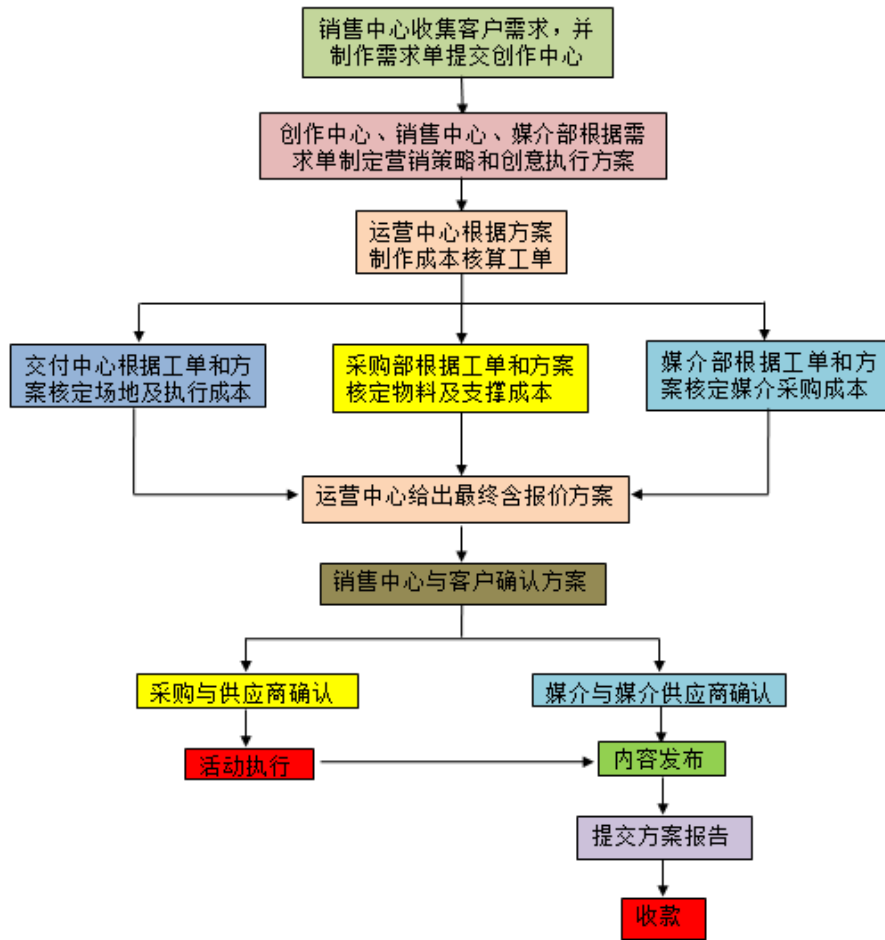 销售中心收集客户需求，并
制作需求单提交创作中心
创作中心、销售中心、媒介部根据需
求单制定营销策略和创意执行方案
运营中心根据方案
制作成本核算工单
交付中心根据工单和方
案核定场地及执行成本
采购部根据工单和方案
核定物料及支撑成本
媒介部根据工单和方
案核定媒介采购成本
运营中心给出最终含报价方案
销售中心与客户确认方案
采购与供应商确认
媒介与媒介供应商确认
活动执行
内容发布
提交方案报告
收款